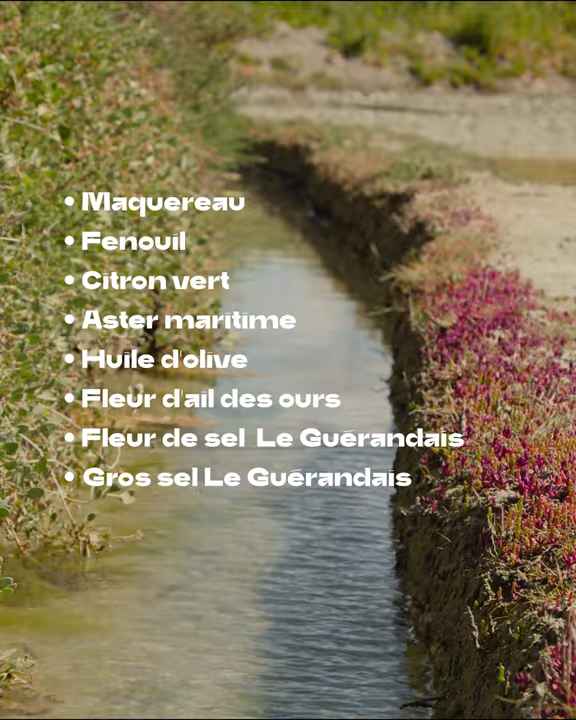 • Maquereau
• Fenouil
• Citron vert
• Aster maritime
• Huile d'olive
• Fleur d'ail des ours
• Fleur de sel Le Guérandais
• Gros sel Le Guérandais